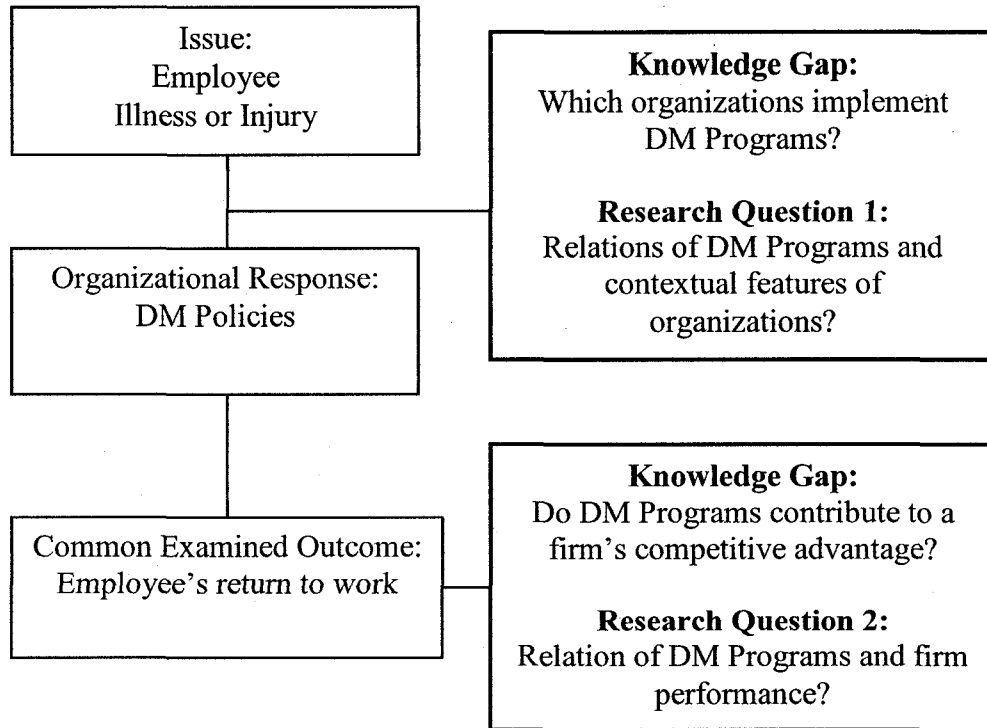 Issue:
Employee
Illness or Injury
Knowledge Gap:
Which organizations implement
DM Programs?
Research Question 1:
Relations of DM Programs and
contextual features of
organizations?
Organizational Response:
DM Policies
Common Examined Outcome:
Employee's return to work
Knowledge Gap:
Do DM Programs contribute to a
firm's competitive advantage?
Research Question 2:
Relation of DM Programs and firm
performance?